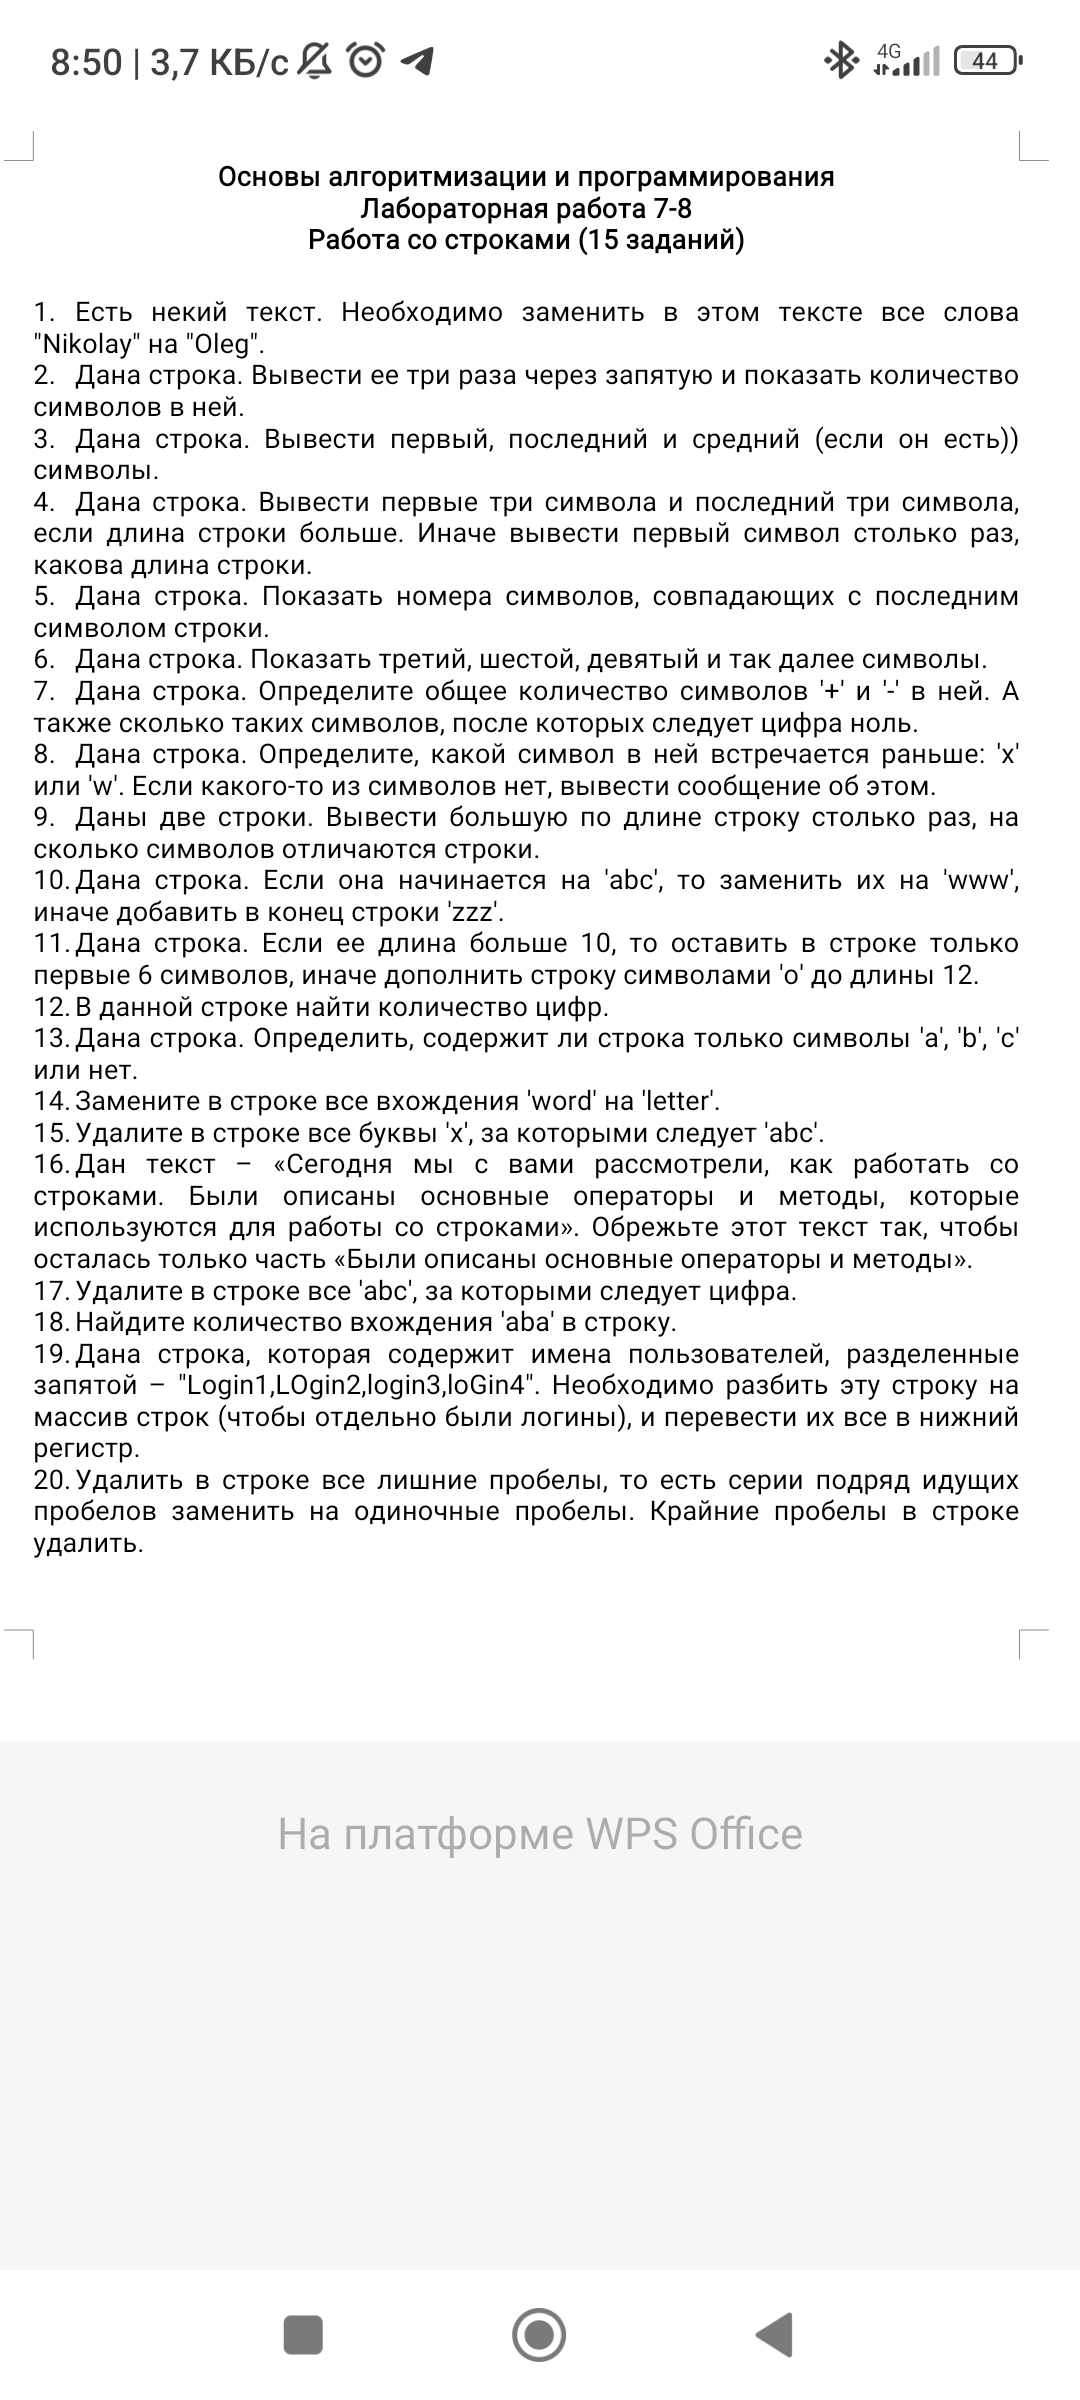 8:50 | 3,7 КБ/с
4G
44
Основы алгоритмизации и программирования
Лабораторная работа 7-8
Работа со строками (15 заданий)
1. Есть некий текст. Необходимо заменить в этом тексте все слова
"Nikolay" на "Oleg".
2. Дана строка. Вывести ее три раза через запятую и показать количество
символов в ней.
3. Дана строка. Вывести первый, последний и средний (если он есть))
символы.
4. Дана строка. Вывести первые три символа и последний три символа,
если длина строки больше. Иначе вывести первый символ столько раз,
какова длина строки.
5. Дана строка. Показать номера символов, совпадающих с последним
символом строки.
6. Дана строка. Показать третий, шестой, девятый и так далее символы.
7. Дана строка. Определите общее количество символов '+' и '-' в ней. А
также сколько таких символов, после которых следует цифра ноль.
8. Дана строка. Определите, какой символ в ней встречается раньше: 'x'
или 'w'. Если какого-то из символов нет, вывести сообщение об этом.
9. Даны две строки. Вывести большую по длине строку столько раз, на
сколько символов отличаются строки.
10. Дана строка. Если она начинается на 'abc', то заменить их на 'www',
иначе добавить в конец строки 'zzz'.
11. Дана строка. Если ее длина больше 10, то оставить в строке только
первые 6 символов, иначе дополнить строку символами 'o' до длины 12.
12. В данной строке найти количество цифр.
13. Дана строка. Определить, содержит ли строка только символы 'a', 'b', 'c'
или нет.
14. Замените в строке все вхождения 'word' на 'letter'.
15. Удалите в строке все буквы 'x', за которыми следует 'abc'.
16. Дан текст – «Сегодня мы с вами рассмотрели, как работать со
строками. Были описаны основные операторы и методы, которые
используются для работы со строками». Обрежьте этот текст так, чтобы
осталась только часть «Были описаны основные операторы и методы».
17. Удалите в строке все 'abc', за которыми следует цифра.
18. Найдите количество вхождения 'aba' в строку.
19. Дана строка, которая содержит имена пользователей, разделенные
запятой – "Login1,LOgin2,login3,loGin4". Необходимо разбить эту строку на
массив строк (чтобы отдельно были логины), и перевести их все в нижний
регистр.
20. Удалить в строке все лишние пробелы, то есть серии подряд идущих
пробелов заменить на одиночные пробелы. Крайние пробелы в строке
удалить.
На платформе WPS Office